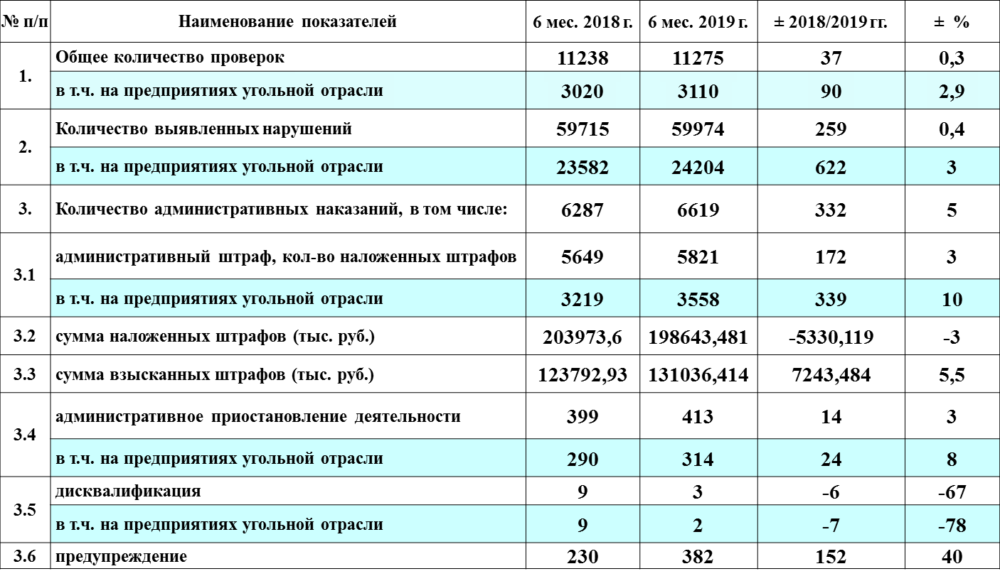 № п/п Наименование показателей 6 мес. 2018 г. 6 мес. 2019 г. ± 2018/2019 гг. ± %
1. Общее количество проверок 11238 11275 37 0,3
в т.ч. на предприятиях угольной отрасли 3020 3110 90 2,9
2. Количество выявленных нарушений 59715 59974 259 0,4
в т.ч. на предприятиях угольной отрасли 23582 24204 622 3
3. Количество административных наказаний, в том числе: 6287 6619 332 5
3.1 административный штраф, кол-во наложенных штрафов 5649 5821 172 3
в т.ч. на предприятиях угольной отрасли 3219 3558 339 10
3.2 сумма наложенных штрафов (тыс. руб.) 203973,6 198643,481 -5330,119 -3
3.3 сумма взысканных штрафов (тыс. руб.) 123792,93 131036,414 7243,484 5,5
3.4 административное приостановление деятельности 399 413 14 3
в т.ч. на предприятиях угольной отрасли 290 314 24 8
3.5 дисквалификация 9 3 -6 -67
в т.ч. на предприятиях угольной отрасли 9 2 -7 -78
3.6 предупреждение 230 382 152 40